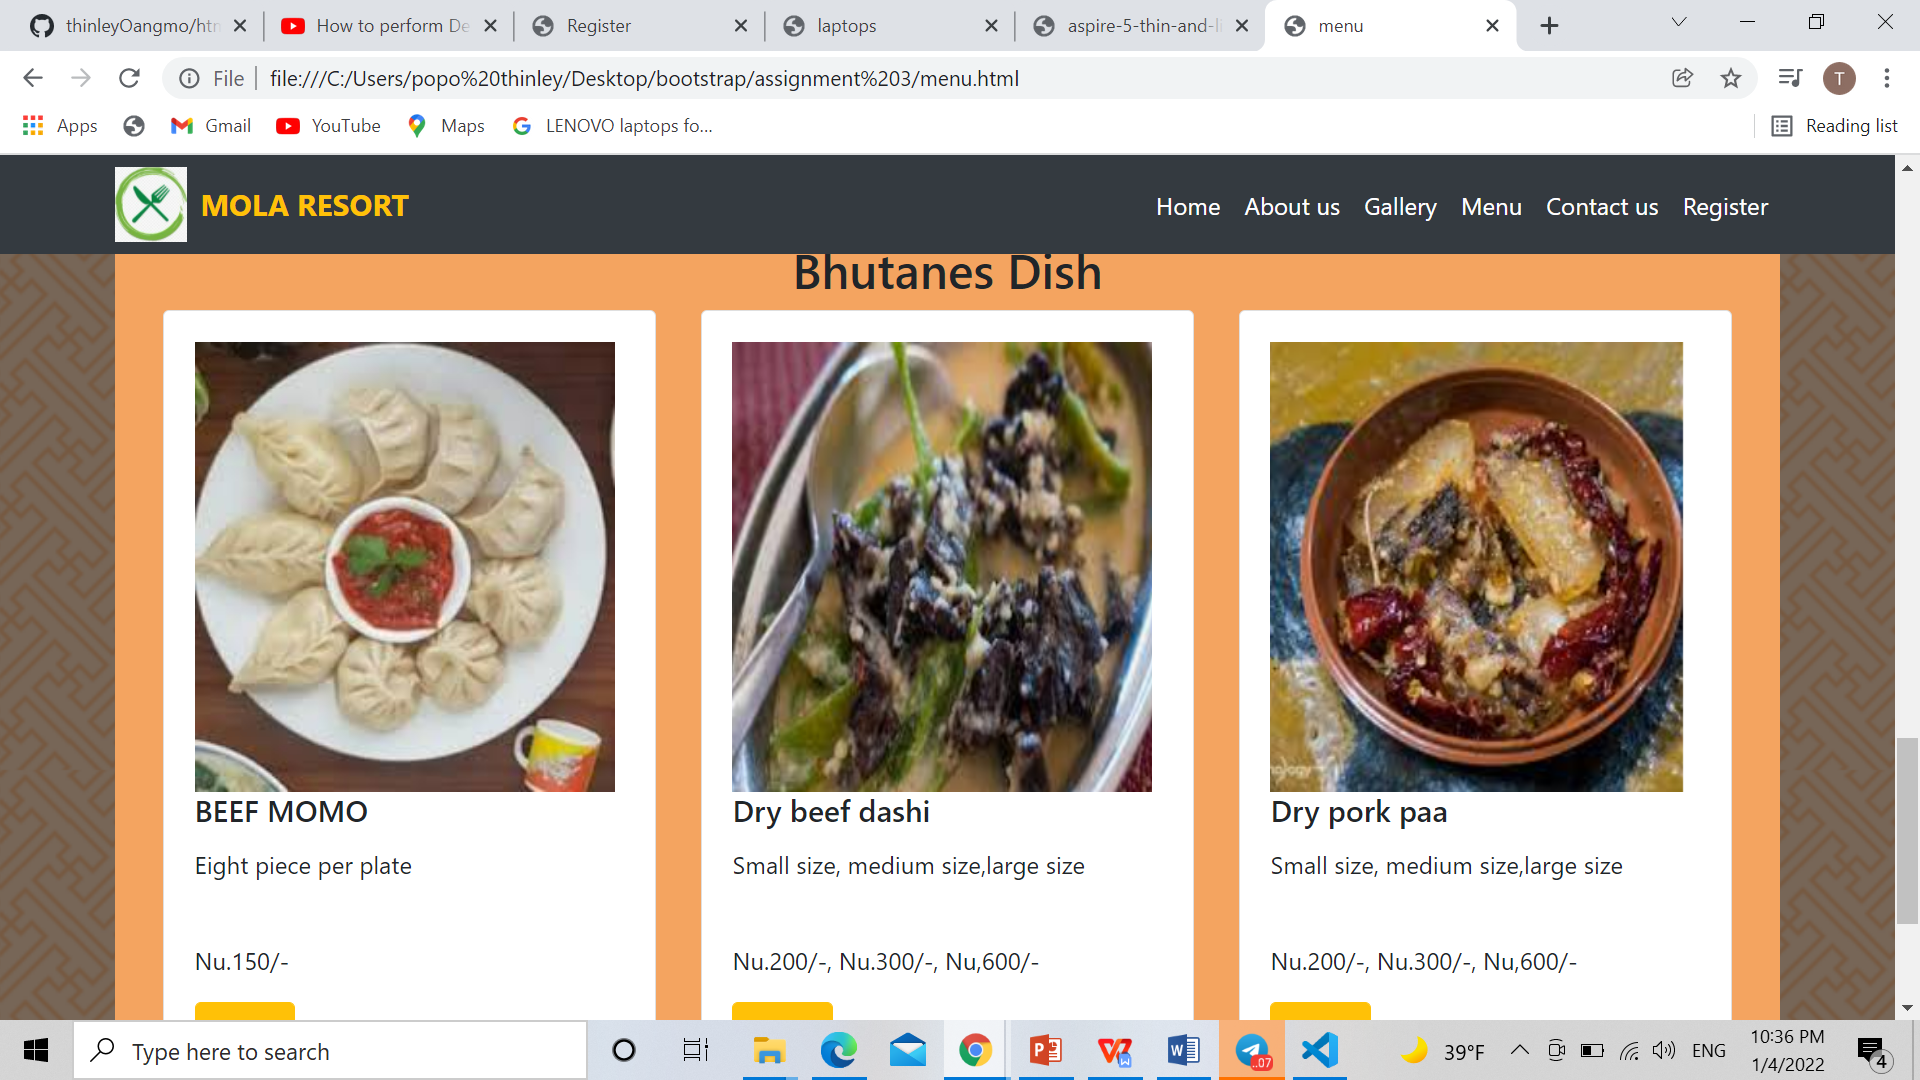 thinleyOangmo/htn
How to perform De
Register
laptops
aspire-5-thin-and-li
menu
File
file:///C:/Users/popo%20thinley/Desktop/bootstrap/assignment%203/menu.html
T
Apps
Gmail
YouTube
Maps
LENOVO laptops fo...
Reading list
MOLA RESORT
Home
About us
Gallery
Menu
Contact us
Register
Bhutanes Dish
BEEF MOMO
Eight piece per plate
Nu.150/-
Dry beef dashi
Small size, medium size,large size
Nu.200/-, Nu.300/-, Nu,600/-
Dry pork paa
Small size, medium size,large size
Nu.200/-, Nu.300/-, Nu,600/-
Type here to search
..07
39°F
ENG
10:36 PM
1/4/2022
4